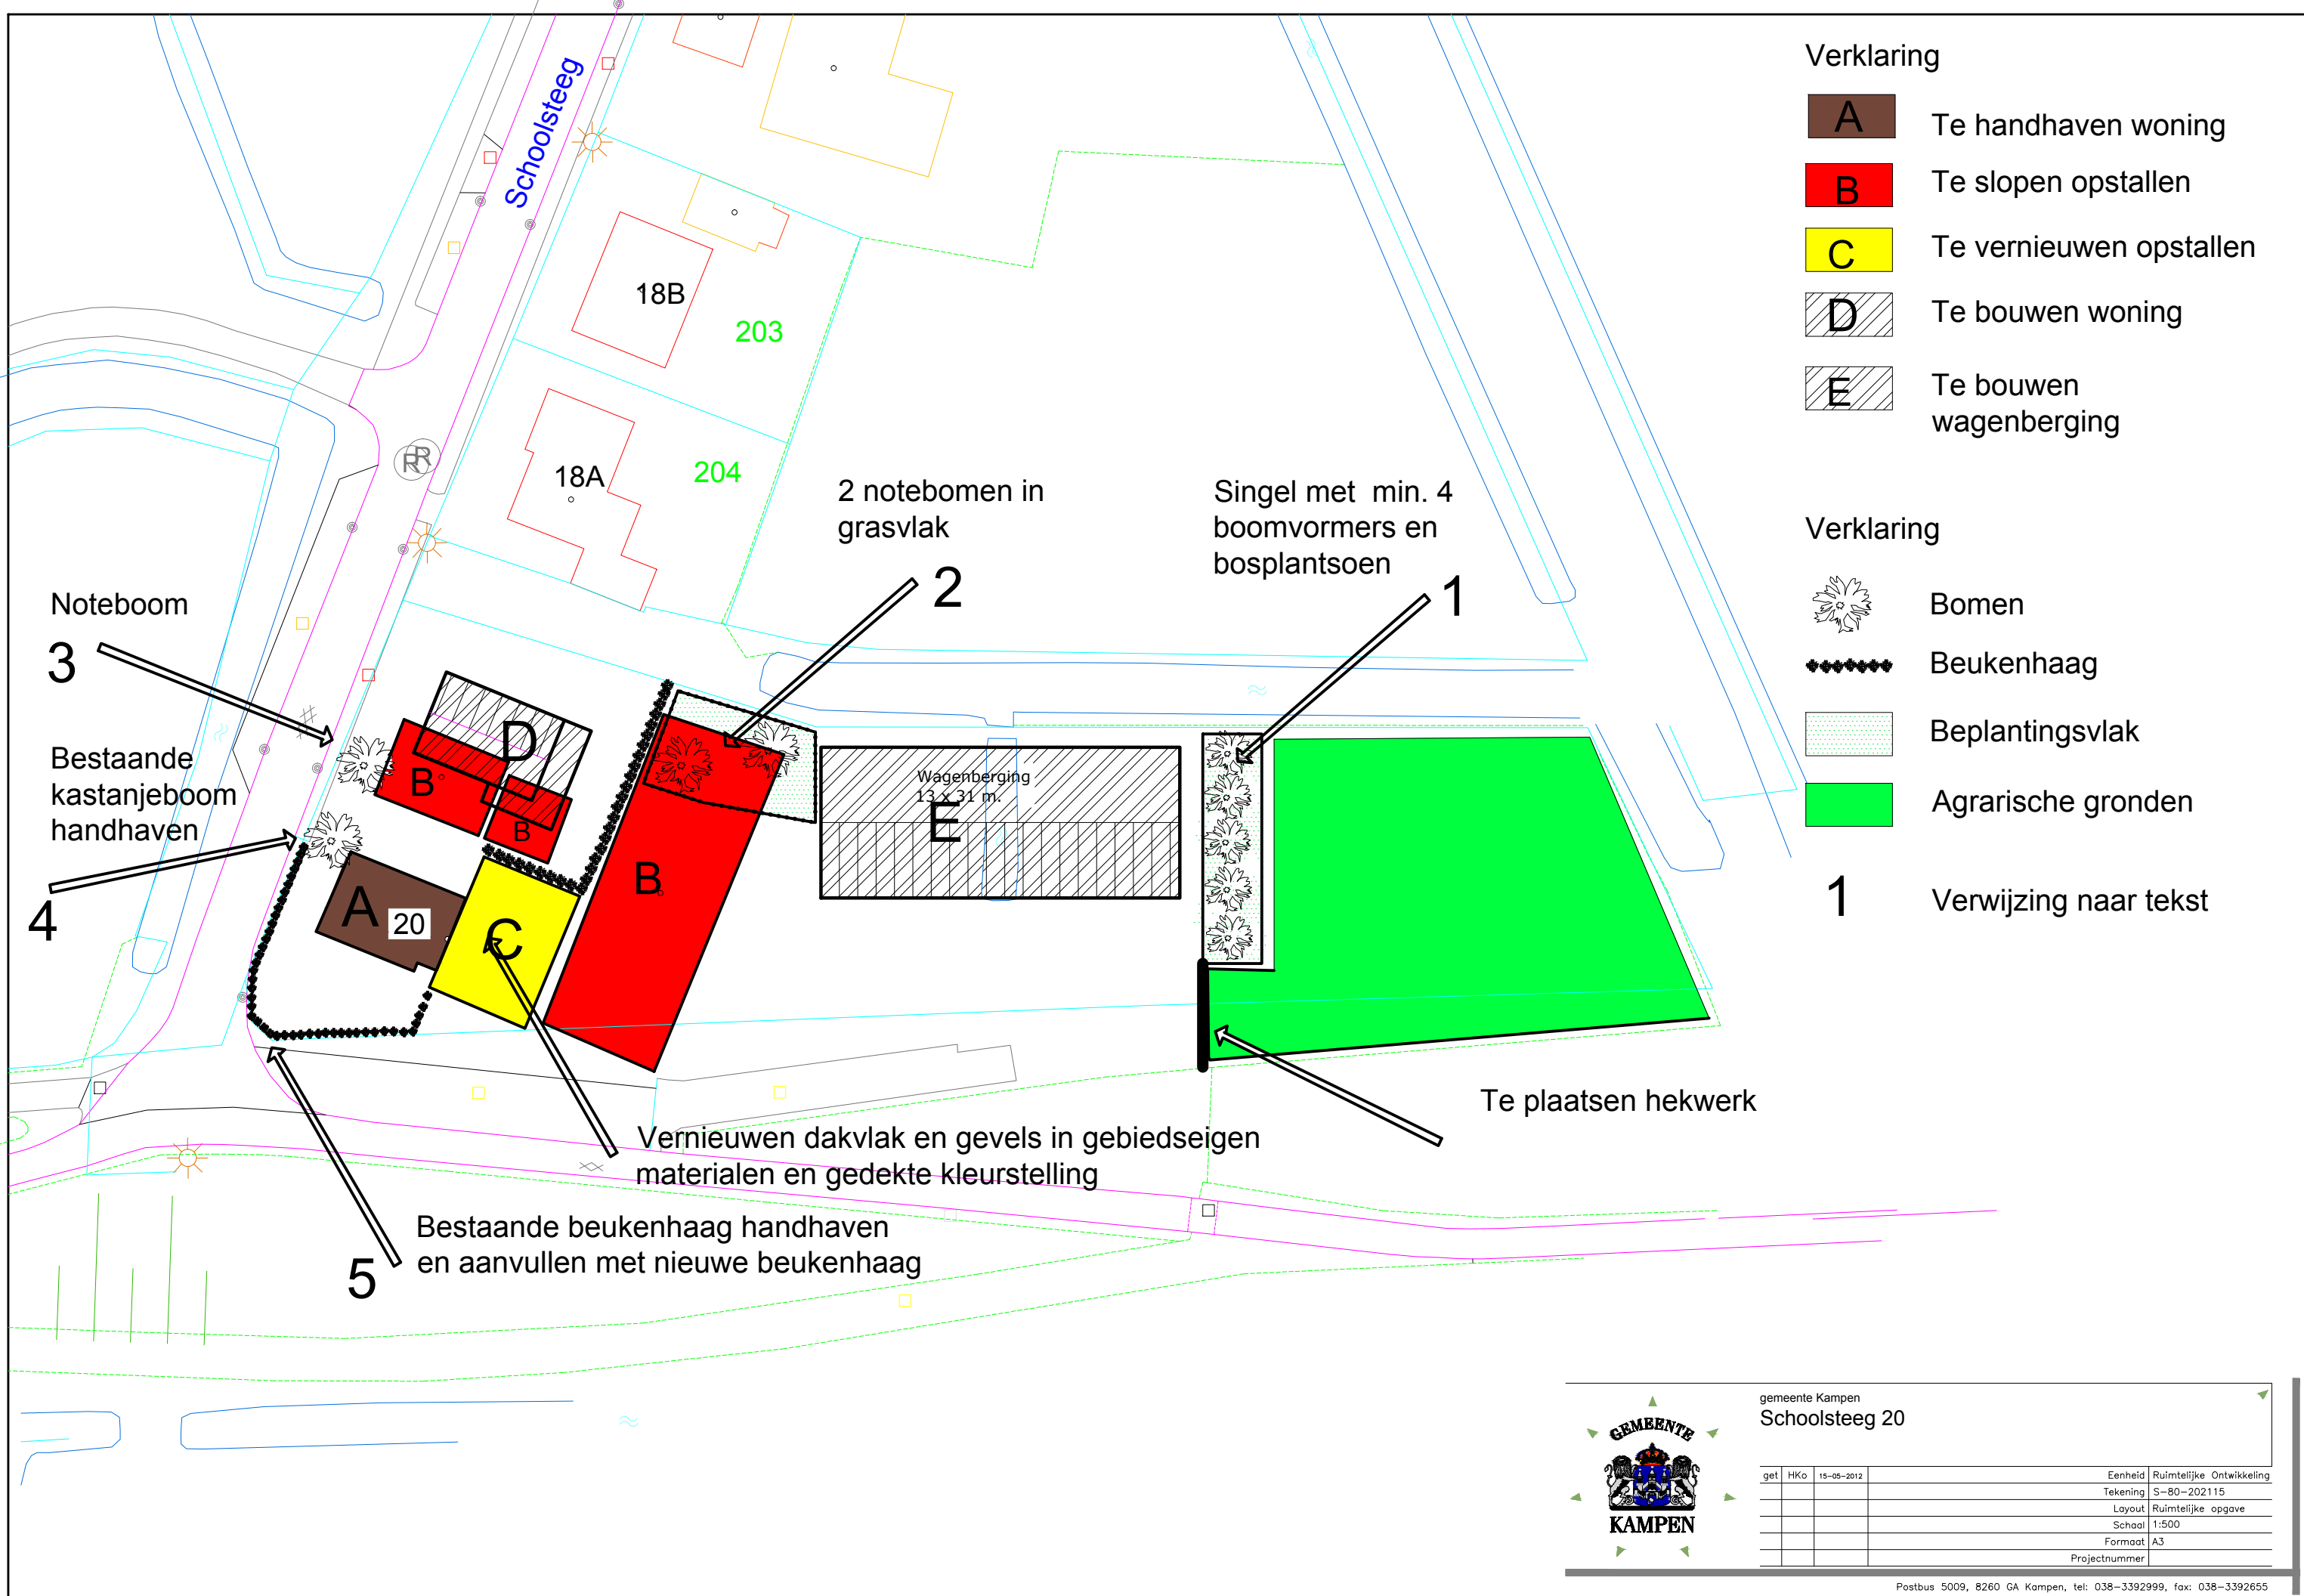 Schoolsteeg
18B
203
18A
204
R
R
2 notebomen in
grasvlak
2
Singel met min. 4
boomvormers en
bosplantsoen
1
Noteboom
3
Bestaande
kastanjeboom
handhaven
4
D
B
B
B
A
20
C
Wagenberging
13 x 31 m.
E
Te plaatsen hekwerk
Vernieuwen dakvlak en gevels in gebiedseigen
materialen en gedekte kleurstelling
Bestaande beukenhaag handhaven
en aanvullen met nieuwe beukenhaag
5
Verklaring
A Te handhaven woning
B Te slopen opstallen
C Te vernieuwen opstallen
D Te bouwen woning
E Te bouwen
wagenberging
Verklaring
Bomen
Beukenhaag
Beplantingsvlak
Agrarische gronden
1 Verwijzing naar tekst
GEMEENTE
KAMPEN
gemeente Kampen
Schoolsteeg 20
get HKo 15-05-2012 Eenheid Ruimtelijke Ontwikkeling
Tekening S-80-202115
Layout Ruimtelijke opgave
Schaal 1:500
Formaat A3
Projectnummer
Postbus 5009, 8260 GA Kampen, tel: 038-3392999, fax: 038-3392655